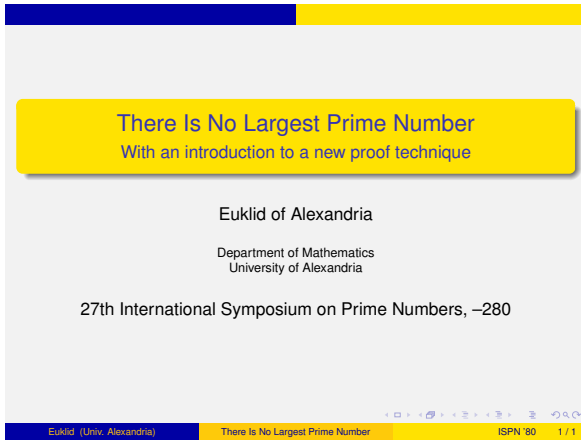 There Is No Largest Prime Number
With an introduction to a new proof technique
Euklid of Alexandria
Department of Mathematics
University of Alexandria
27th International Symposium on Prime Numbers, –280
Euklid (Univ. Alexandria) There Is No Largest Prime Number ISPN '80 1 / 1